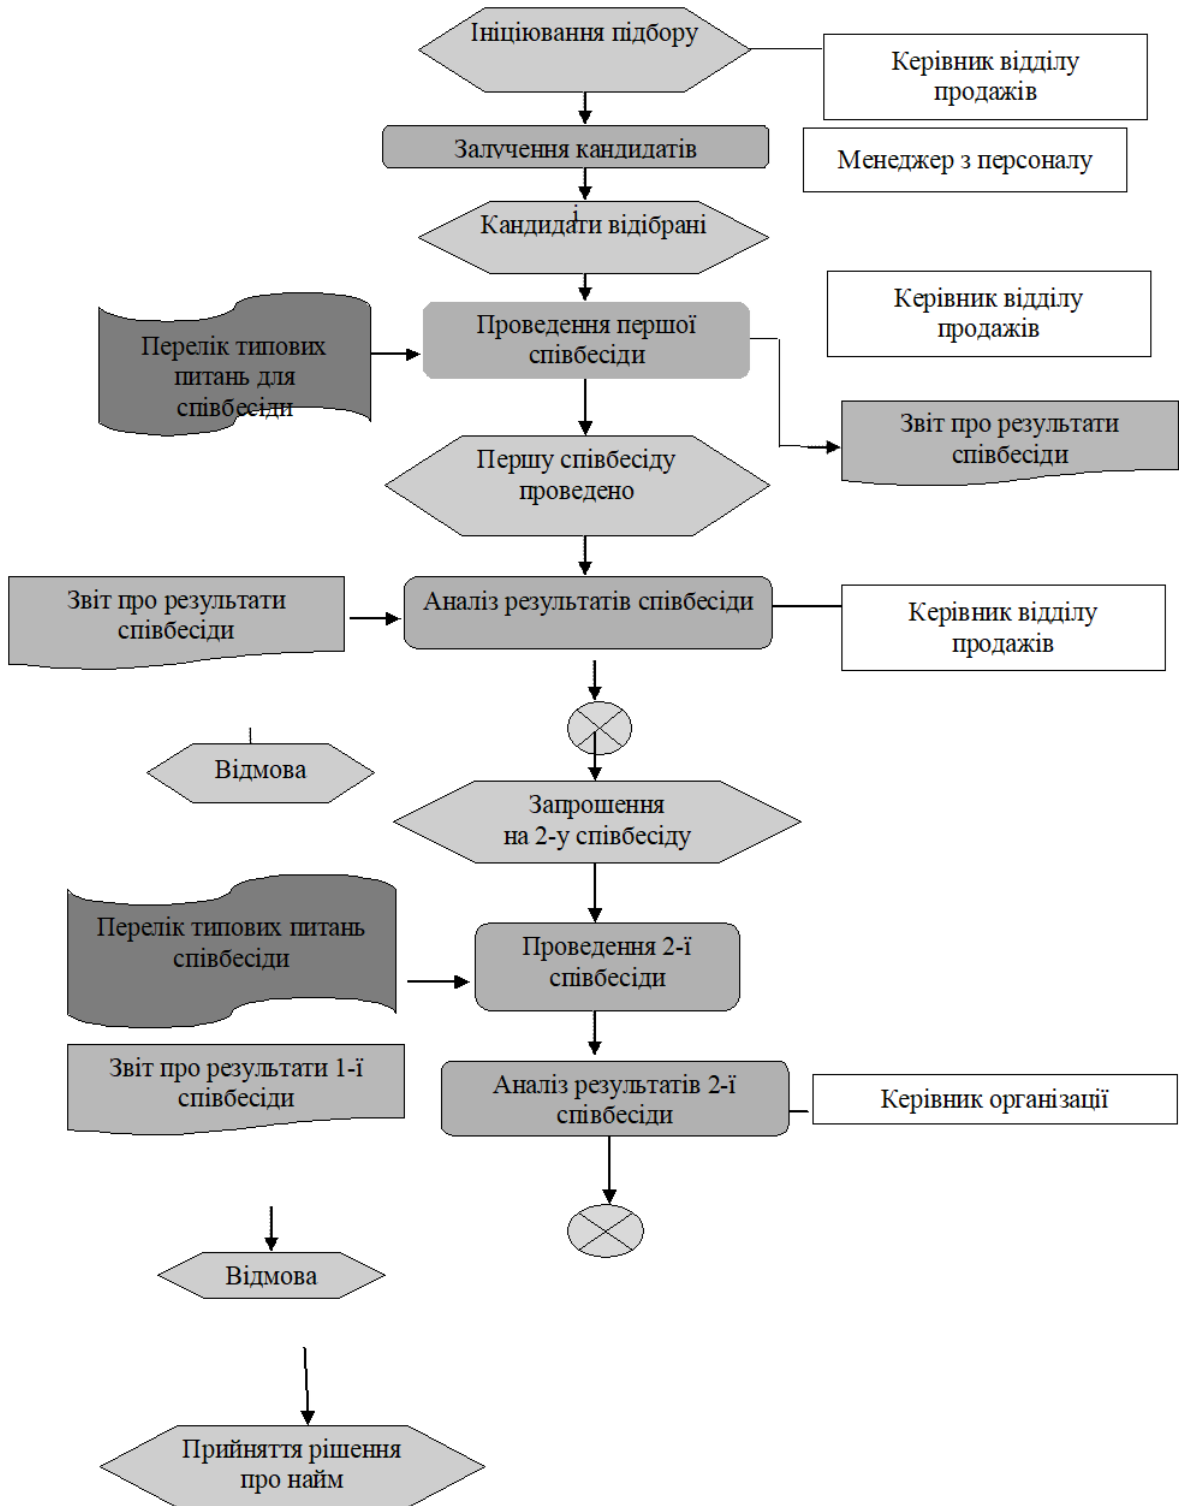 Ініціювання підбору
Керівник відділу
продажів
Залучення кандидатів
Менеджер з персоналу
і
Кандидати відібрані
Керівник відділу
продажів
Перелік типових
питань для
співбесіди
Проведення першої
співбесіди
Звіт про результати
співбесіди
Першу співбесіду
проведено
Звіт про результати
співбесіди
Аналіз результатів співбесіди
Керівник відділу
продажів
Відмова
Запрошення
на 2-у співбесіду
Перелік типових питань
співбесіди
Проведення 2-ї
співбесіди
Звіт про результати 1-ї
співбесіди
Аналіз результатів 2-ї
співбесіди
Керівник організації
Відмова
Прийняття рішення
про найм